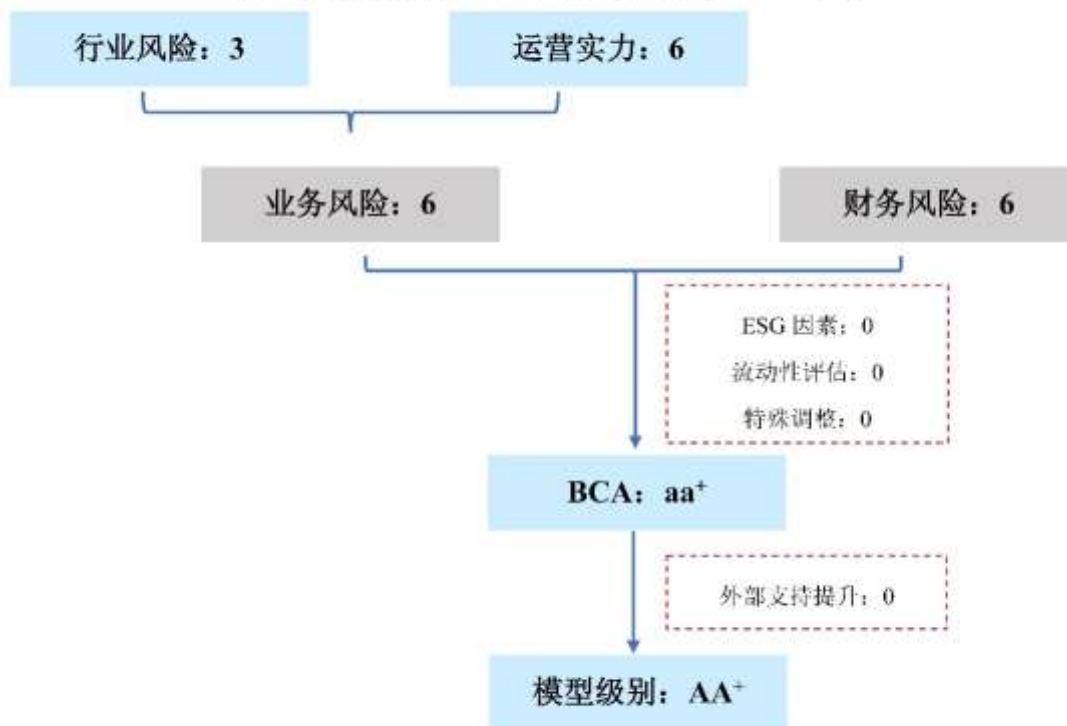 行业风险：3
运营实力：6
业务风险：6
财务风险：6
ESG 因素：0
流动性评估：0
特殊调整：0
BCA：aa⁺
外部支持提升：0
模型级别：AA⁺